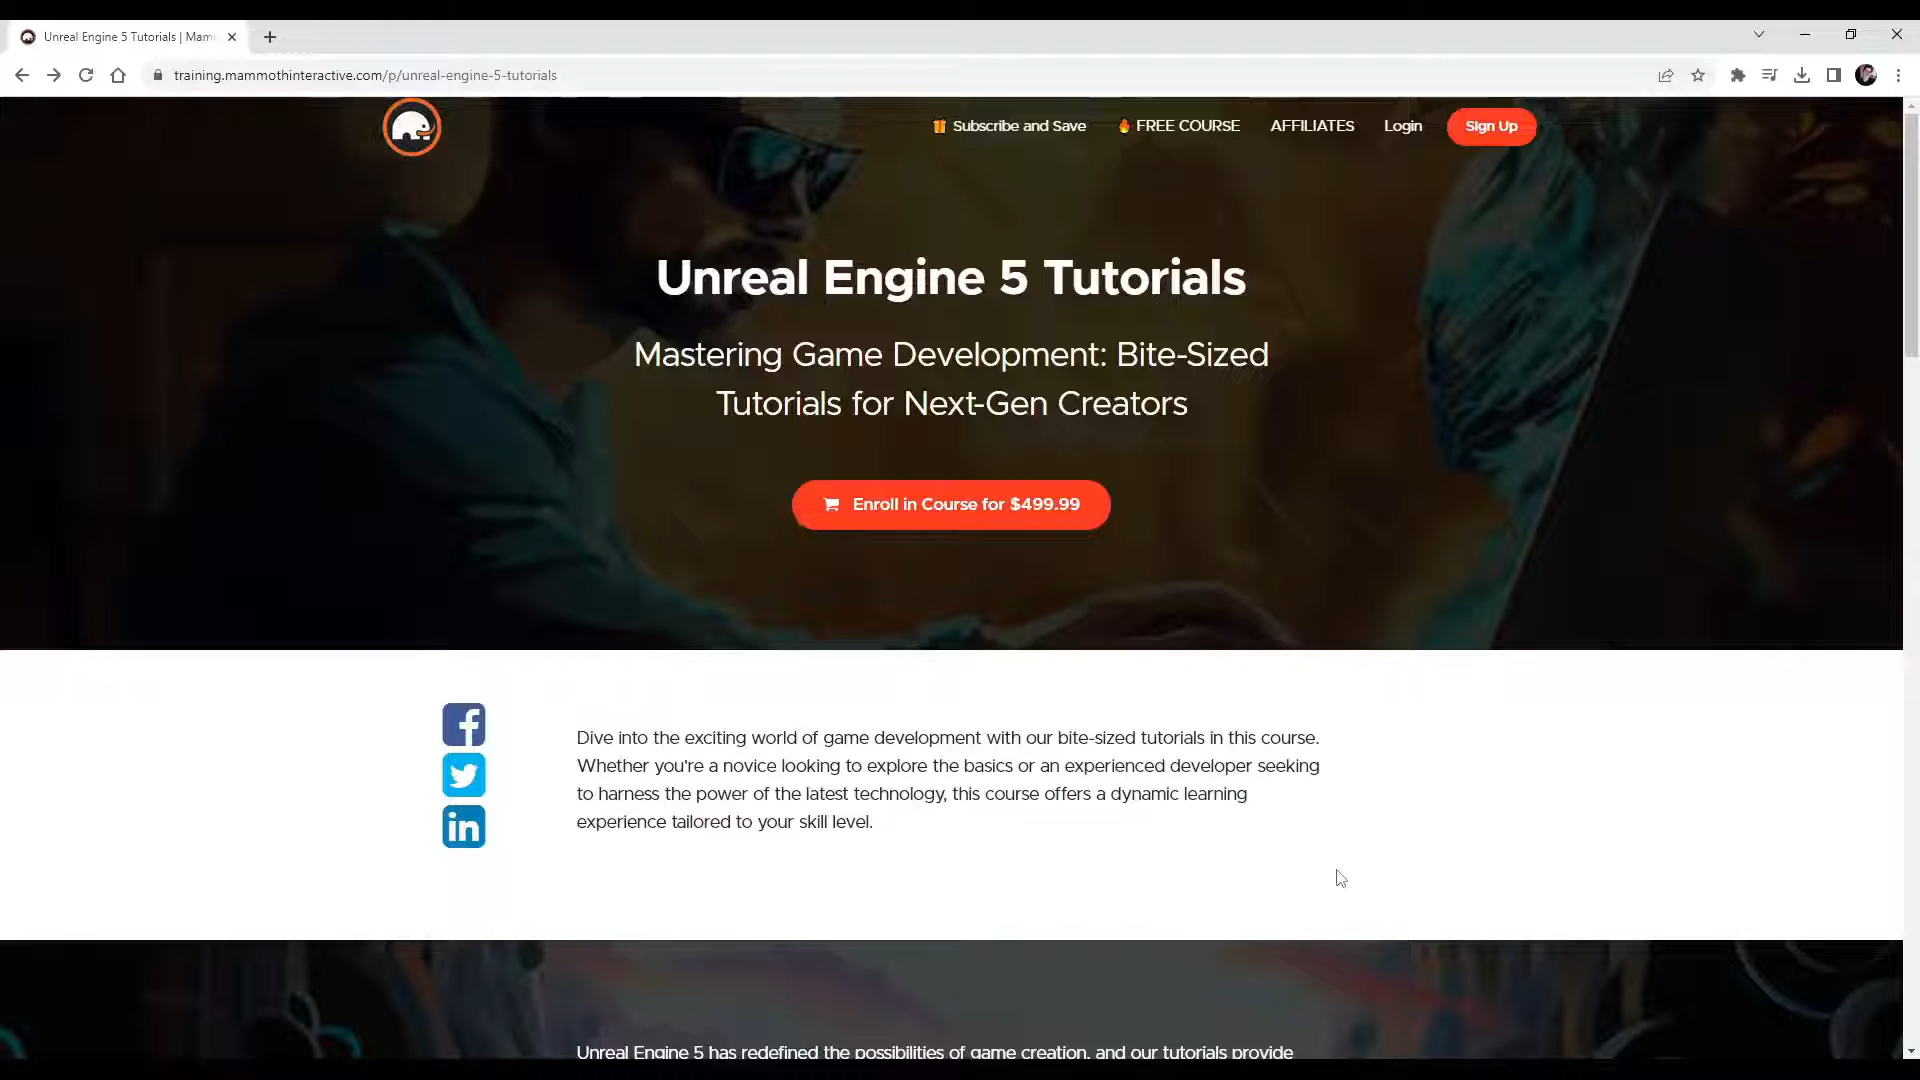 Unreal Engine 5 Tutorials | Mam
training.mammothinteractive.com/p/unreal-engine-5-tutorials
Subscribe and Save
FREE COURSE
AFFILIATES
Login
Sign Up
Unreal Engine 5 Tutorials
Mastering Game Development: Bite-Sized
Tutorials for Next-Gen Creators
Enroll in Course for $499.99
Dive into the exciting world of game development with our bite-sized tutorials in this course.
Whether you're a novice looking to explore the basics or an experienced developer seeking
to harness the power of the latest technology, this course offers a dynamic learning
experience tailored to your skill level.
Unreal Engine 5 has redefined the possibilities of game creation, and our tutorials provide